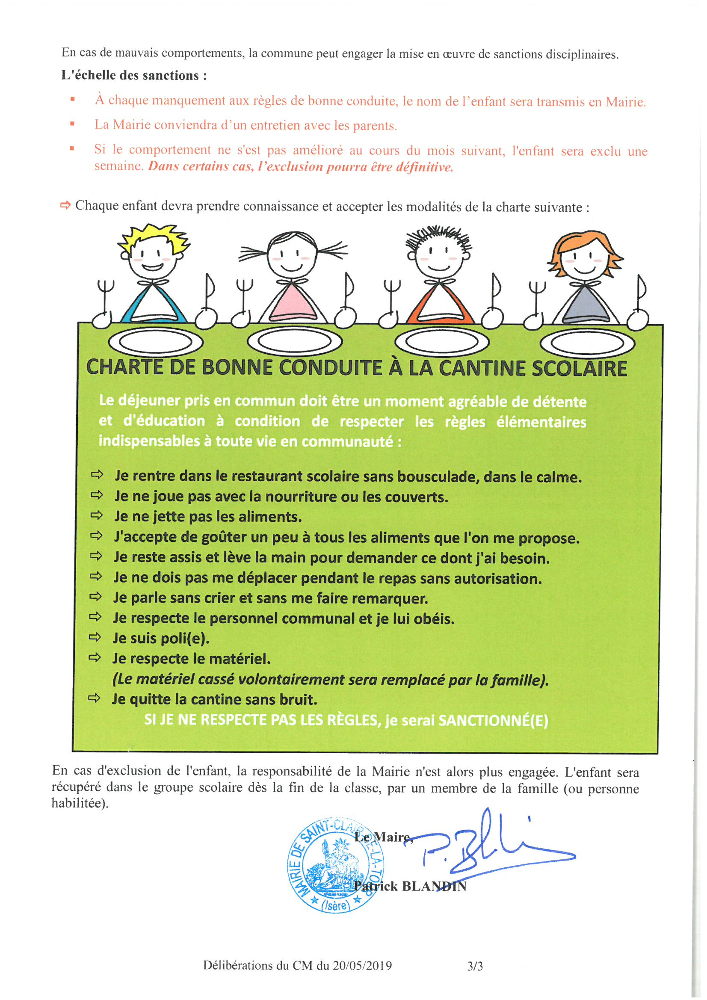 En cas de mauvais comportements, la commune peut engager la mise en œuvre de sanctions disciplinaires.
L'échelle des sanctions :
▪ À chaque manquement aux règles de bonne conduite, le nom de l’enfant sera transmis en Mairie.
▪ La Mairie conviendra d’un entretien avec les parents.
▪ Si le comportement ne s'est pas amélioré au cours du mois suivant, l'enfant sera exclu une
semaine. Dans certains cas, l’exclusion pourra être définitive.
⇨ Chaque enfant devra prendre connaissance et accepter les modalités de la charte suivante :
CHARTE DE BONNE CONDUITE À LA CANTINE SCOLAIRE
Le déjeuner pris en commun doit être un moment agréable de détente
et d'éducation à condition de respecter les règles élémentaires
indispensables à toute vie en communauté :
⇨ Je rentre dans le restaurant scolaire sans bousculade, dans le calme.
⇨ Je ne joue pas avec la nourriture ou les couverts.
⇨ Je ne jette pas les aliments.
⇨ J'accepte de goûter un peu à tous les aliments que l'on me propose.
⇨ Je reste assis et lève la main pour demander ce dont j'ai besoin.
⇨ Je ne dois pas me déplacer pendant le repas sans autorisation.
⇨ Je parle sans crier et sans me faire remarquer.
⇨ Je respecte le personnel communal et je lui obéis.
⇨ Je suis poli(e).
⇨ Je respecte le matériel.
(Le matériel cassé volontairement sera remplacé par la famille).
⇨ Je quitte la cantine sans bruit.
SI JE NE RESPECTE PAS LES RÈGLES, je serai SANCTIONNÉ(E)
En cas d'exclusion de l'enfant, la responsabilité de la Mairie n'est alors plus engagée. L'enfant sera
récupéré dans le groupe scolaire dès la fin de la classe, par un membre de la famille (ou personne
habilitée).
MAIRIE DE SAINT-CLAIR-DE-LA-TOUR
(Isère)
Le Maire,
Patrick BLANDIN
Délibérations du CM du 20/05/2019 3/3